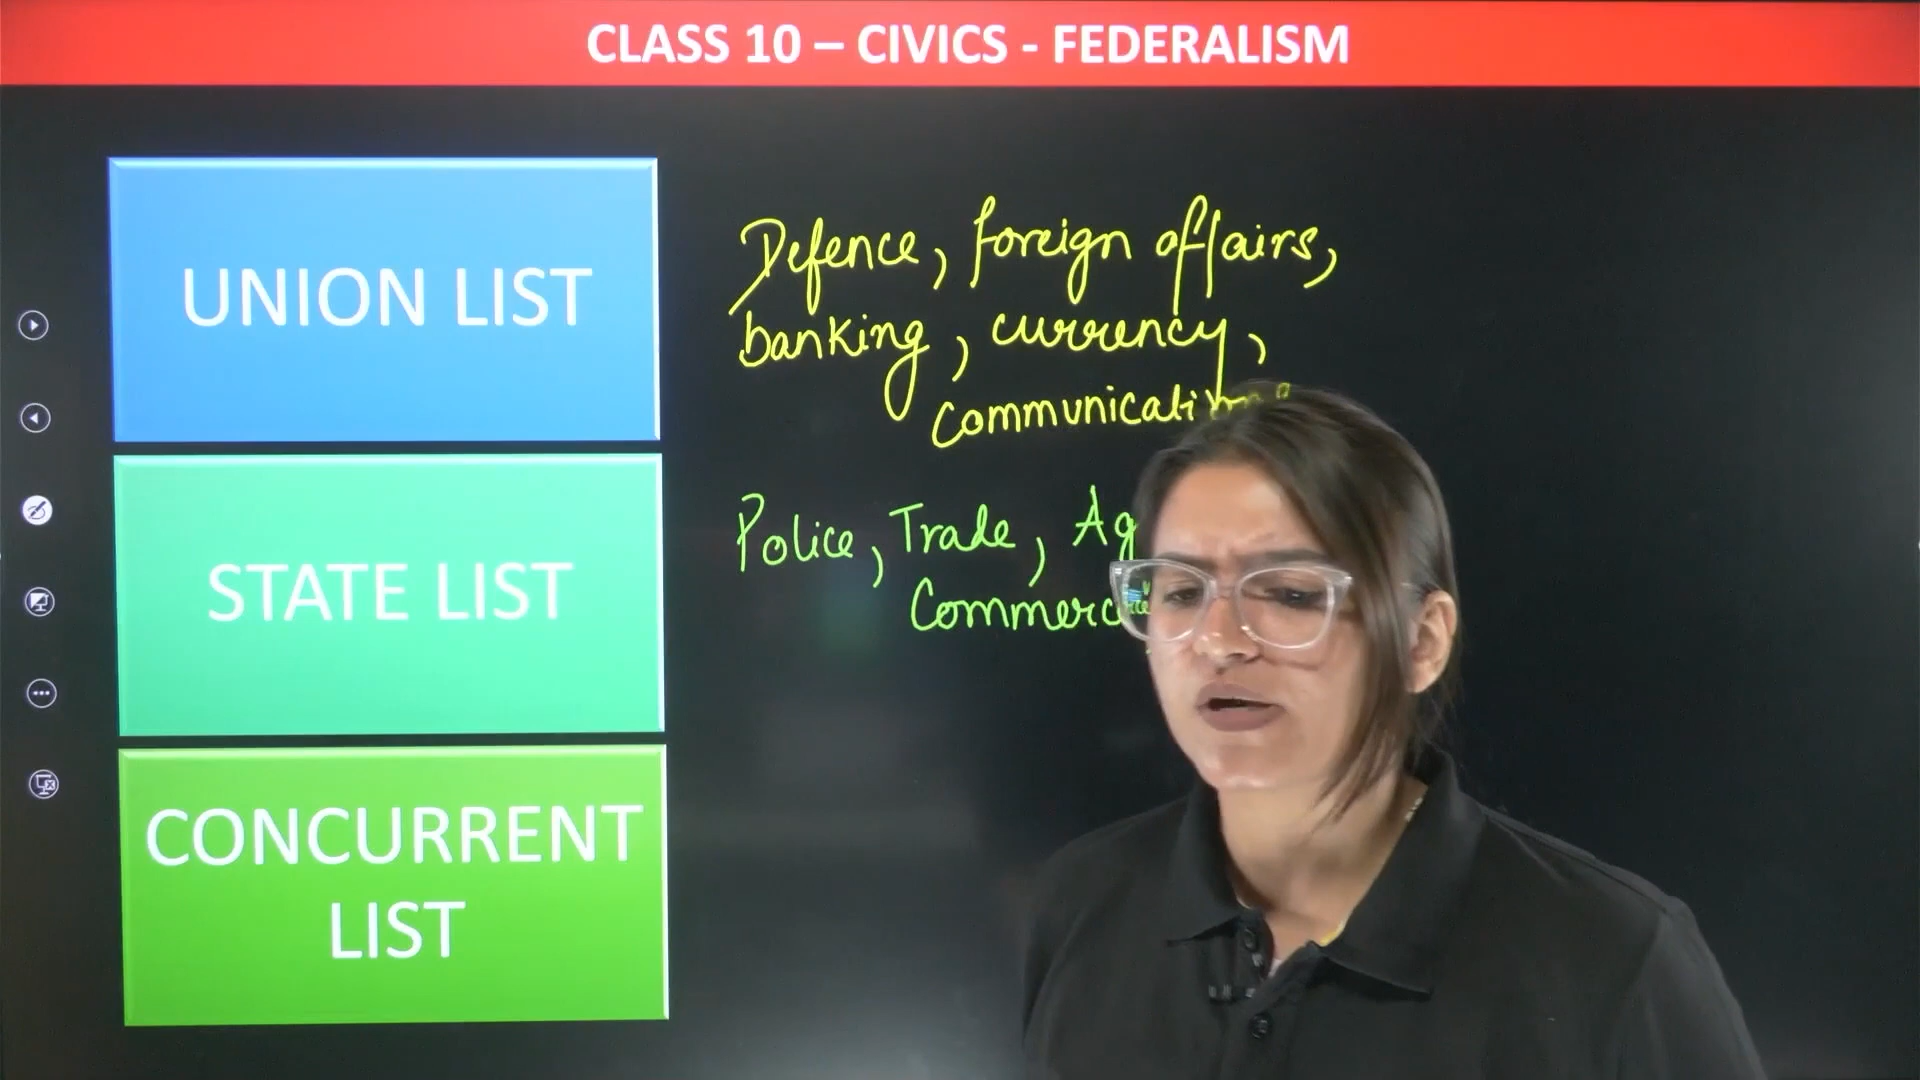 CLASS 10 – CIVICS - FEDERALISM
UNION LIST
Defence, foreign affairs,
banking, currency,
STATE LIST
Police, Trade,
CONCURRENT
LIST